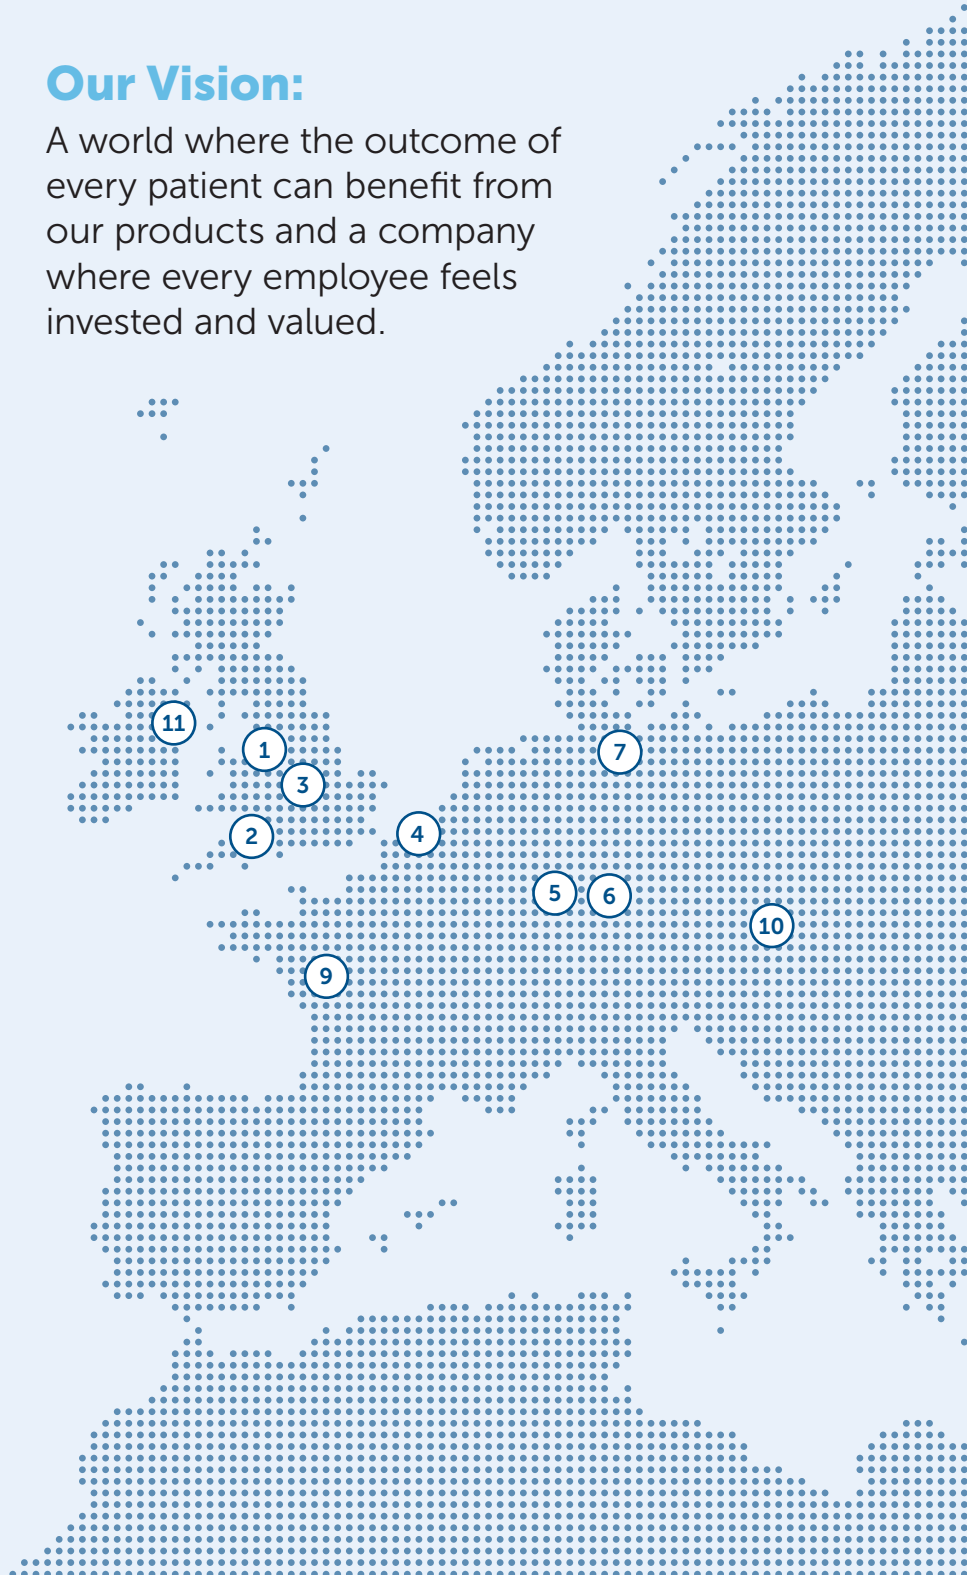 Our Vision:
A world where the outcome of
every patient can benefit from
our products and a company
where every employee feels
invested and valued.
11
1
7
3
4
2
5
6
10
9